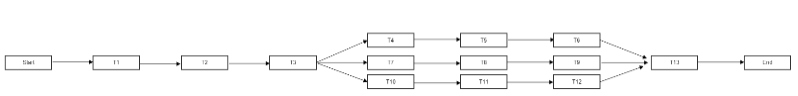 T4 T5 T6
Start T1 T2 T3 T7 T8 T9 T13 End
T10 T11 T12